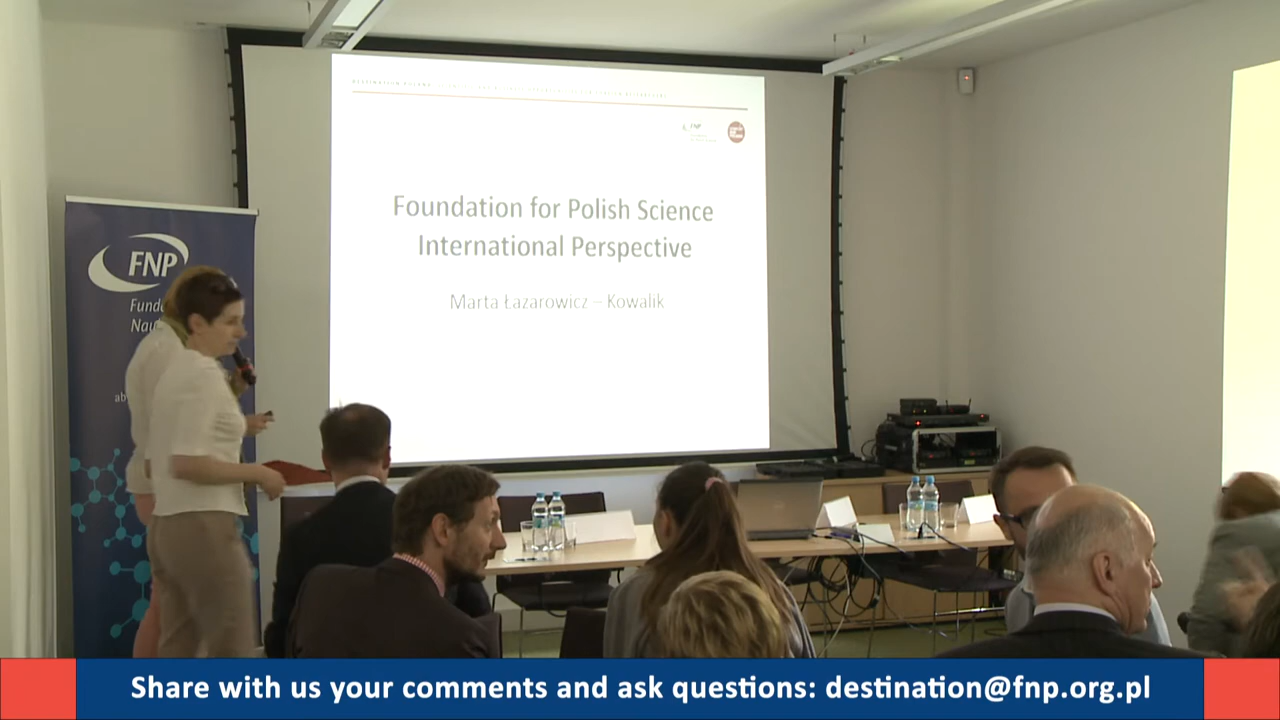 Foundation for Polish Science
International Perspective
Marta Łazarowicz – Kowalik
FNP
FNP
Share with us your comments and ask questions: destination@fnp.org.pl